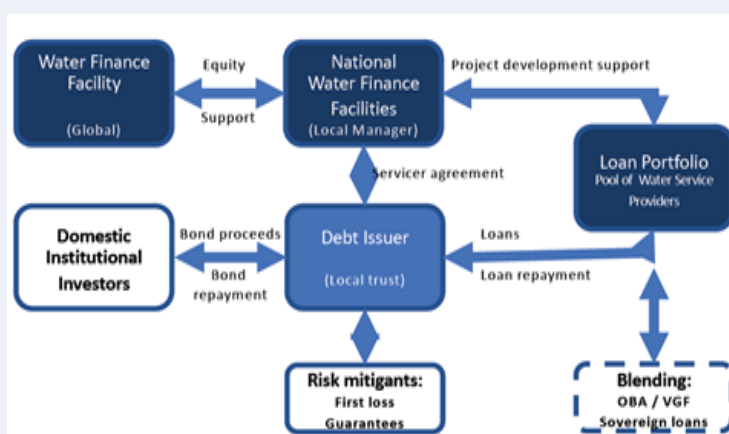 Water Finance
Facility
(Global)
Equity
Support
National
Water Finance
Facilities
(Local Manager)
Project development support
Loan Portfolio
Pool of Water Service
Providers
Servicer agreement
Domestic
Institutional
Investors
Bond proceeds
Bond
repayment
Debt Issuer
(Local trust)
Loans
Loan repayment
Risk mitigants:
First loss
Guarantees
Blending:
OBA / VGF
Sovereign loans